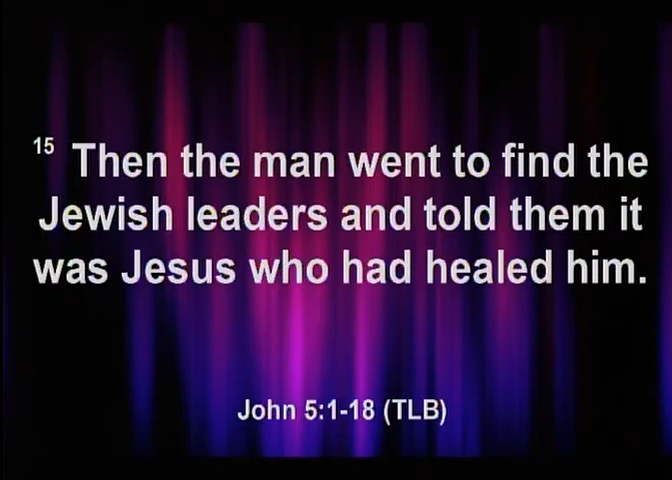 15 Then the man went to find the
Jewish leaders and told them it
was Jesus who had healed him.
John 5:1-18 (TLB)